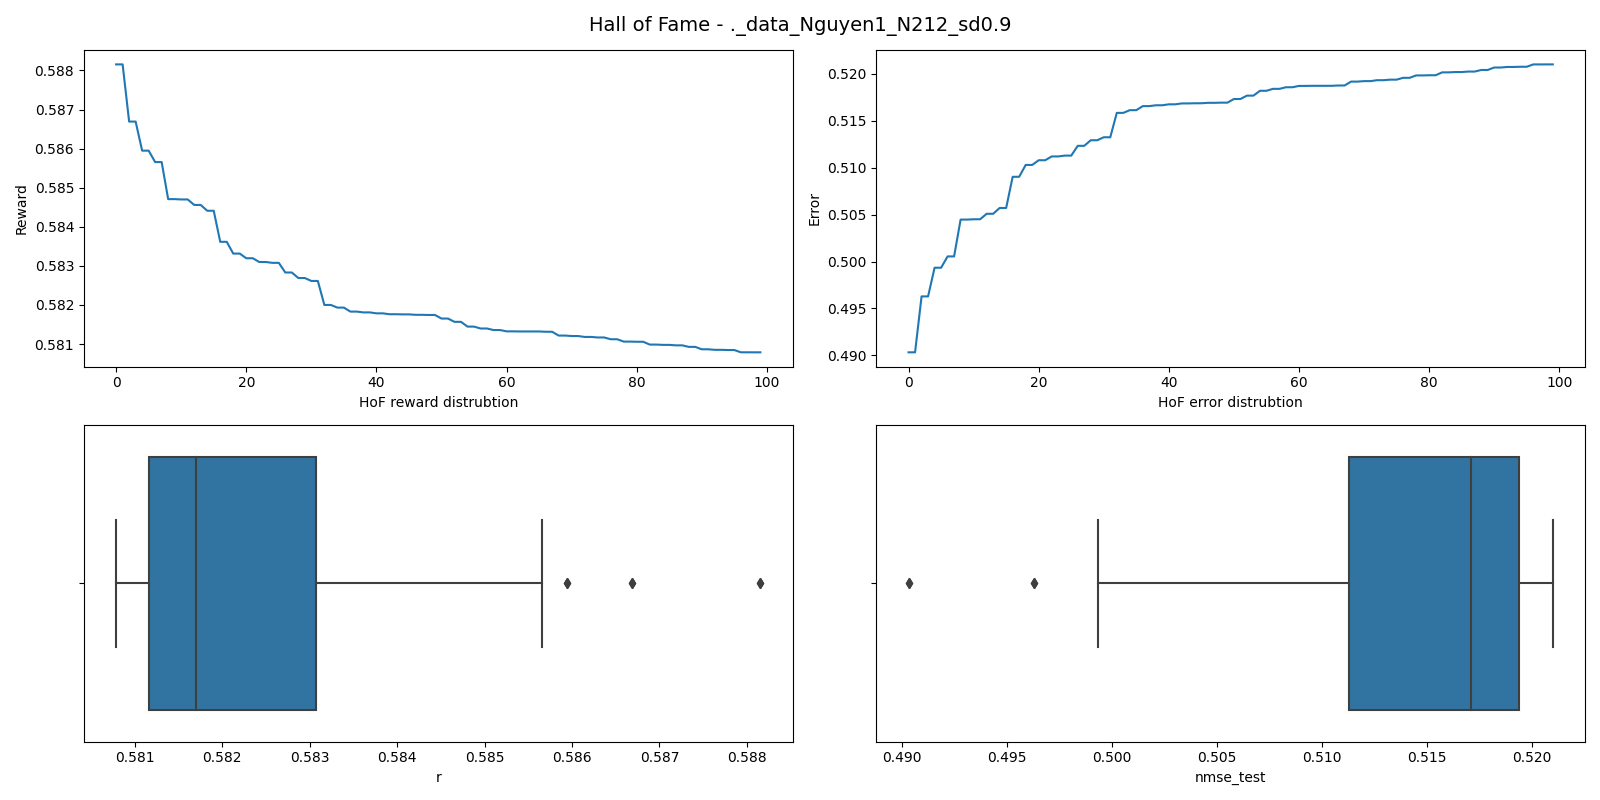 Hall of Fame - ._data_Nguyen1_N212_sd0.9
0.588
0.587
0.586
0.585
0.584
0.583
0.582
0.581
Reward
0 20 40 60 80 100
HoF reward distrubtion
0.520
0.515
0.510
0.505
0.500
0.495
0.490
Error
0 20 40 60 80 100
HoF error distrubtion
0.581 0.582 0.583 0.584 0.585 0.586 0.587 0.588
r
0.490 0.495 0.500 0.505 0.510 0.515 0.520
nmse_test